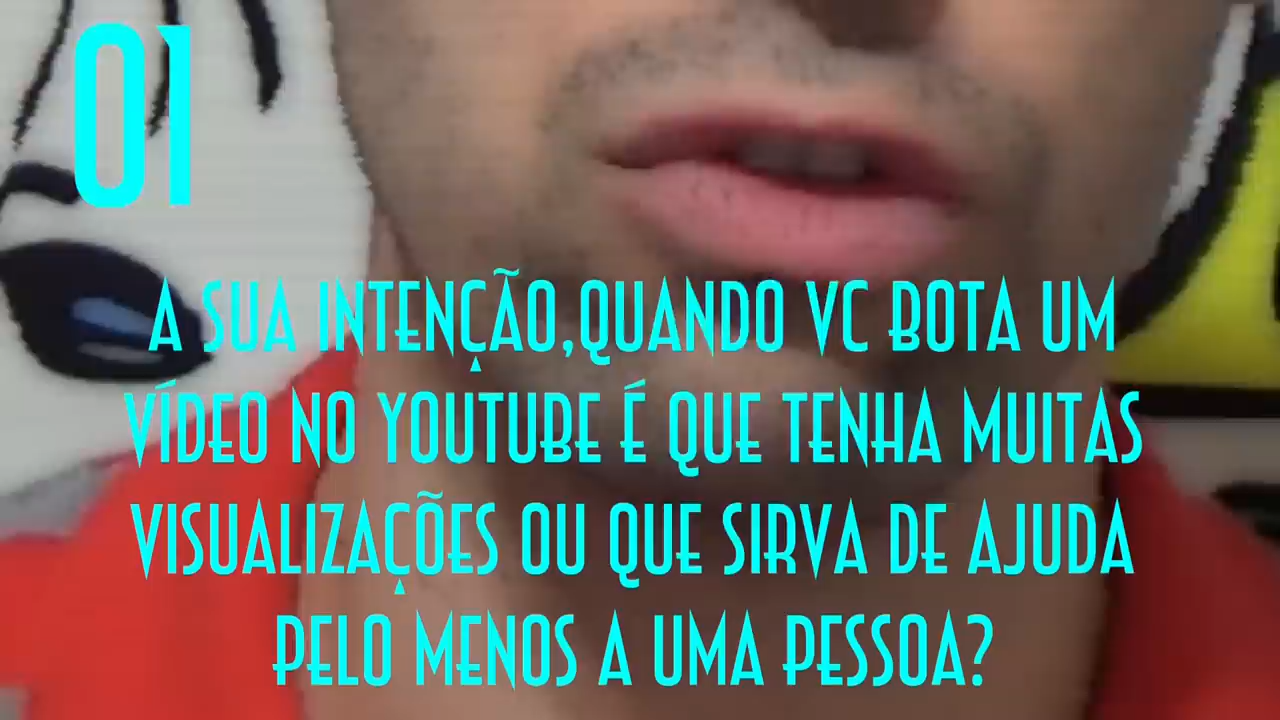 01
A SUA INTENÇÃO,QUANDO VC BOTA UM
VÍDEO NO YOUTUBE É QUE TENHA MUITAS
VISUALIZAÇÕES OU QUE SIRVA DE AJUDA
PELO MENOS A UMA PESSOA?